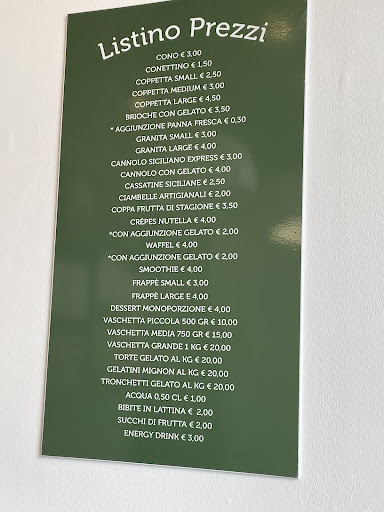 Listino Prezzi
CONO € 3,00
CONETTINO € 1,50
COPPETTA SMALL € 2,50
COPPETTA MEDIUM € 3,00
COPPETTA LARGE € 4,50
BRIOCHE CON GELATO € 3,50
* AGGIUNZIONE PANNA FRESCA € 0,30
GRANITA SMALL € 3,00
GRANITA LARGE € 4,00
CANNOLO SICILIANO EXPRESS € 3,00
CANNOLO CON GELATO € 4,00
CASSATINE SICILIANE € 2,50
CIAMBELLE ARTIGIANALI € 2,00
COPPA FRUTTA DI STAGIONE € 3,50
CRÊPES NUTELLA € 4,00
*CON AGGIUNZIONE GELATO € 2,00
WAFFEL € 4,00
*CON AGGIUNZIONE GELATO € 2,00
SMOOTHIE € 4,00
FRAPPÈ SMALL € 3,00
FRAPPÈ LARGE E 4,00
DESSERT MONOPORZIONE € 4,00
VASCHETTA PICCOLA 500 GR € 10,00
VASCHETTA MEDIA 750 GR € 15,00
VASCHETTA GRANDE 1 KG € 20,00
TORTE GELATO AL KG € 20,00
GELATINI MIGNON AL KG € 20,00
TRONCHETTI GELATO AL KG € 20,00
ACQUA 0,50 CL € 1,00
BIBITE IN LATTINA € 2,00
SUCCHI DI FRUTTA € 2,00
ENERGY DRINK € 3,00